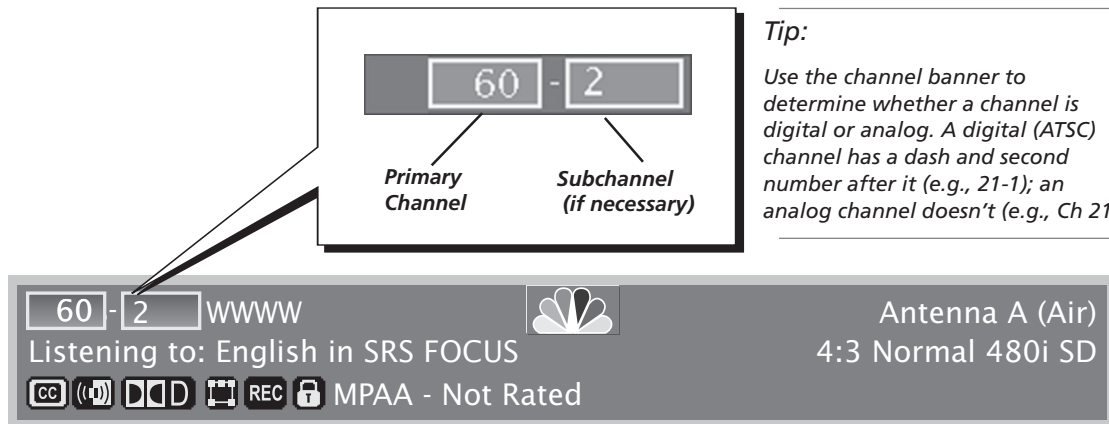 60 - 2
Primary
Channel
Subchannel
(if necessary)
Tip:
Use the channel banner to
determine whether a channel is
digital or analog. A digital (ATSC)
channel has a dash and second
number after it (e.g., 21-1); an
analog channel doesn't (e.g., Ch 21
60 - 2 WWWW
Antenna A (Air)
Listening to: English in SRS FOCUS
4:3 Normal 480i SD
CC REC MPAA - Not Rated